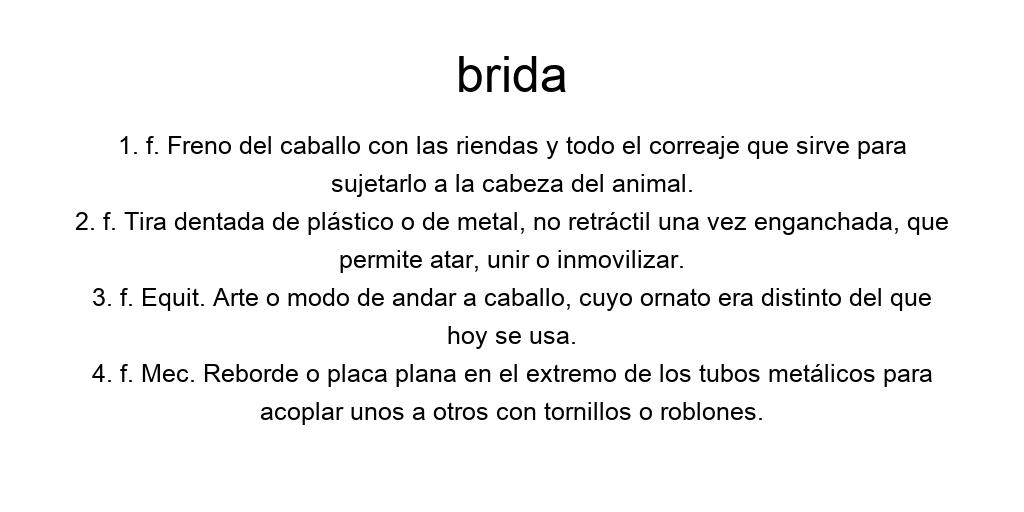 brida
1. f. Freno del caballo con las riendas y todo el correaje que sirve para
sujetarlo a la cabeza del animal.
2. f. Tira dentada de plástico o de metal, no retráctil una vez enganchada, que
permite atar, unir o inmovilizar.
3. f. Equit. Arte o modo de andar a caballo, cuyo ornato era distinto del que
hoy se usa.
4. f. Mec. Reborde o placa plana en el extremo de los tubos metálicos para
acoplar unos a otros con tornillos o roblones.